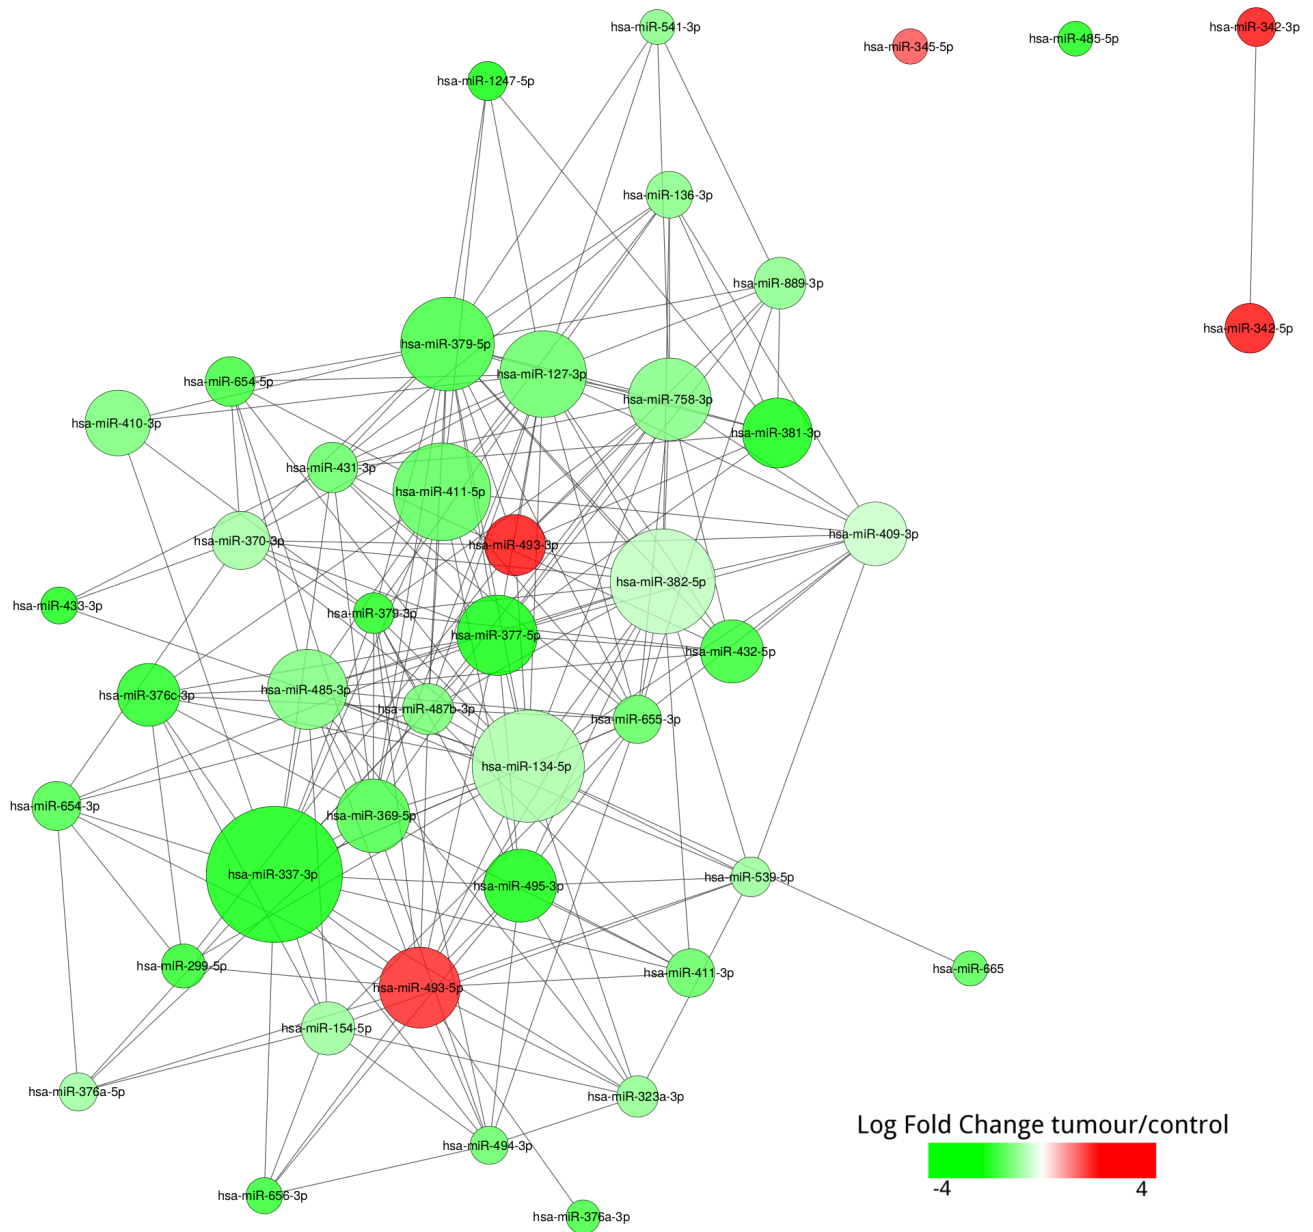 hsa-miR-541-3p
hsa-miR-342-3p
hsa-miR-485-5p
hsa-miR-345-5p
hsa-miR-1247-5p
hsa-miR-136-3p
hsa-miR-889-3p
hsa-miR-342-5p
hsa-miR-379-5p
hsa-miR-127-3p
hsa-miR-654-5p
hsa-miR-758-3p
hsa-miR-410-3p
hsa-miR-381-3p
hsa-miR-431-3p
hsa-miR-411-5p
hsa-miR-409-3p
hsa-miR-370-3p
hsa-miR-493-3p
hsa-miR-382-5p
hsa-miR-433-3p
hsa-miR-379-3p
hsa-miR-377-5p
hsa-miR-432-5p
hsa-miR-485-3p
hsa-miR-376c-3p
hsa-miR-487b-3p
hsa-miR-655-3p
hsa-miR-134-5p
hsa-miR-654-3p
hsa-miR-369-5p
hsa-miR-337-3p
hsa-miR-539-5p
hsa-miR-495-3p
hsa-miR-299-5p
hsa-miR-665
hsa-miR-411-3p
hsa-miR-493-5p
hsa-miR-154-5p
hsa-miR-376a-5p
hsa-miR-323a-3p
Log Fold Change tumour/control
hsa-miR-494-3p
-4 4
hsa-miR-656-3p
hsa-miR-376a-3p